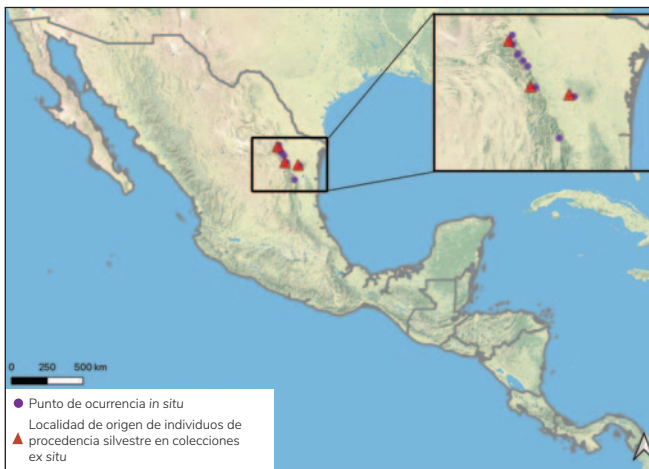 0 250 500 km
Punto de ocurrencia in situ
Localidad de origen de individuos de
procedencia silvestre en colecciones
ex situ